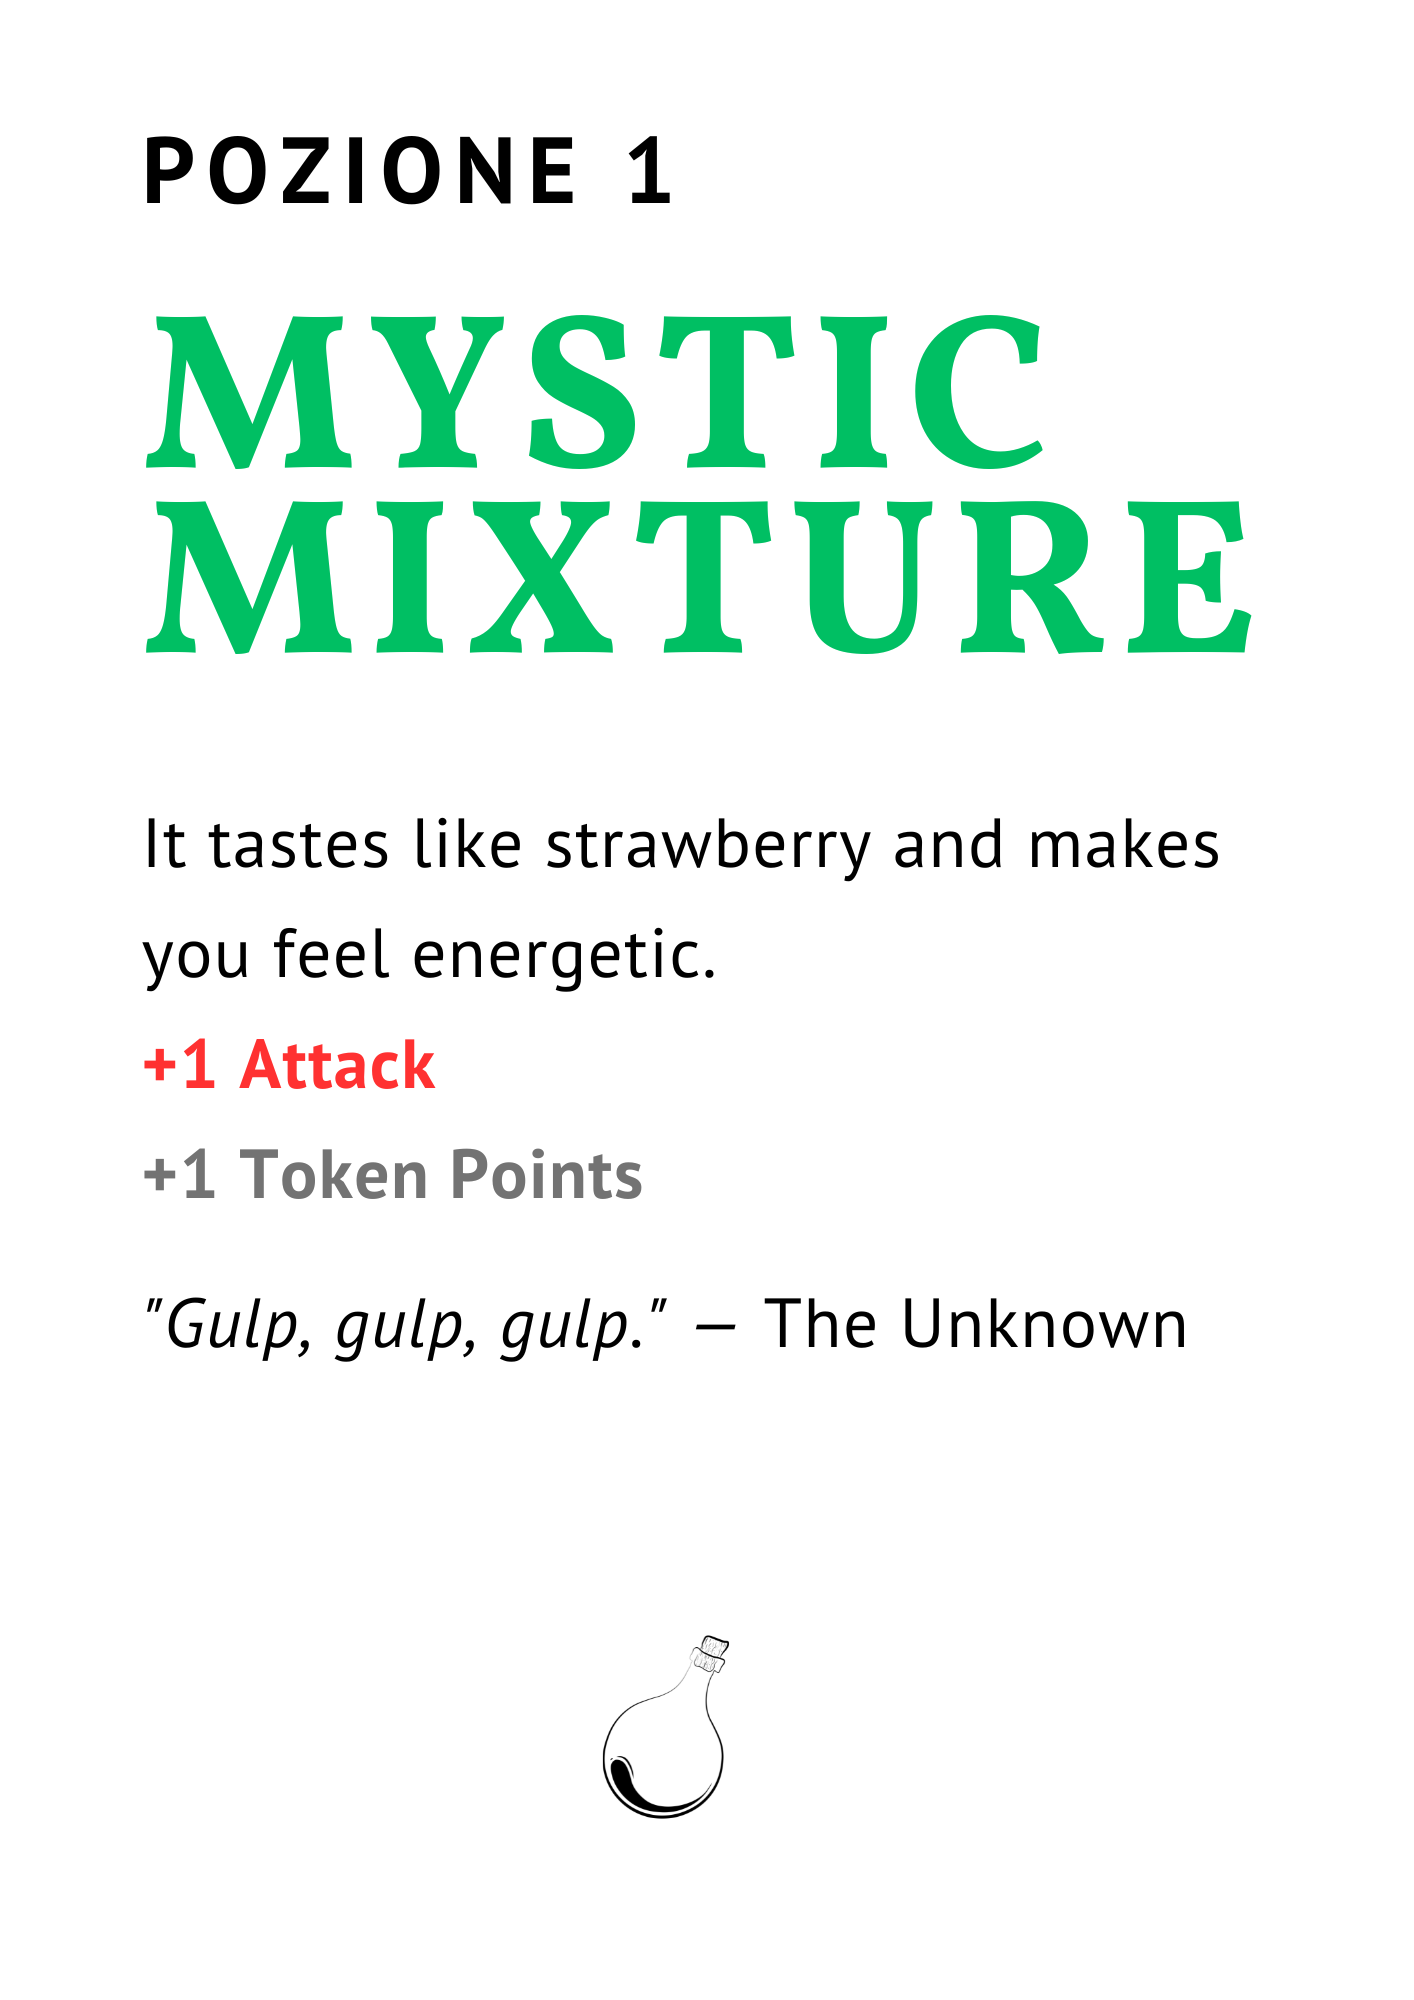 POZIONE 1
MYSTIC
MIXTURE
It tastes like strawberry and makes
you feel energetic.
+1 Attack
+1 Token Points
"Gulp, gulp, gulp." — The Unknown